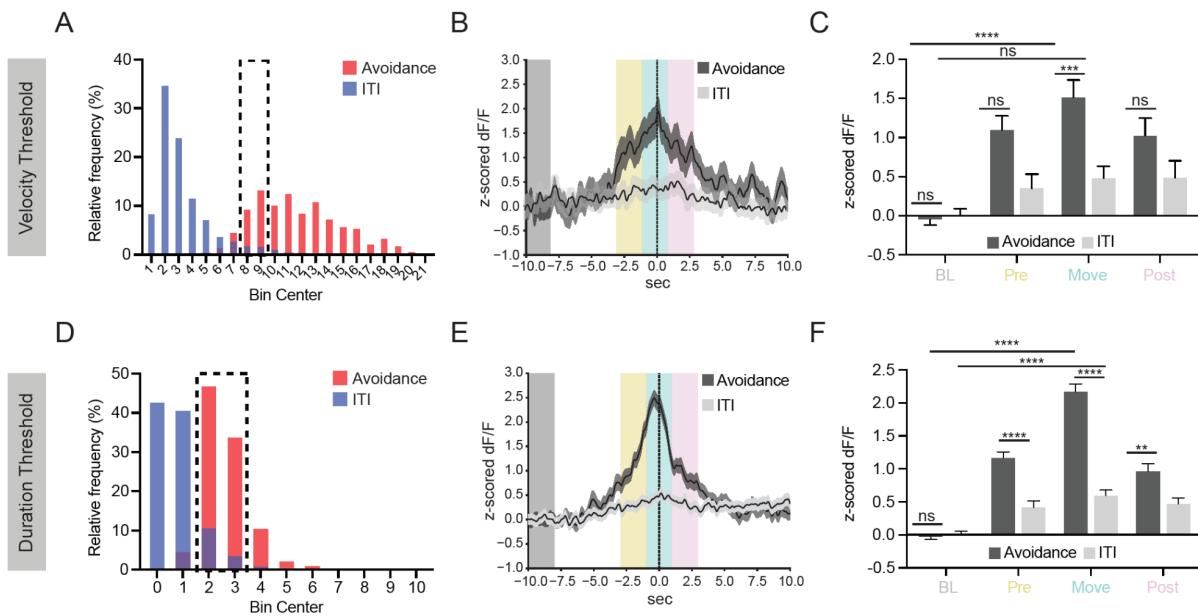 A
B
C
Velocity Threshold
Relative frequency (%)
40
30
20
10
0
1 2 3 4 5 6 7 8 9 10 11 12 13 14 15 16 17 18 19 20 21
Bin Center
Avoidance
ITI
z-scored dF/F
3.0
2.5
2.0
1.5
1.0
0.5
0.0
−0.5
−1.0
-10.0 -7.5 -5.0 -2.5 0.0 2.5 5.0 7.5 10.0
sec
Avoidance
ITI
z-scored dF/F
2.0
1.5
1.0
0.5
0.0
-0.5
****
ns
***
ns
ns
ns
Avoidance ITI
BL Pre Move Post
D
E
F
Duration Threshold
Relative frequency (%)
50
40
30
20
10
0
0 1 2 3 4 5 6 7 8 9 10
Bin Center
Avoidance
ITI
z-scored dF/F
3.0
2.5
2.0
1.5
1.0
0.5
0.0
−0.5
−1.0
−10.0 −7.5 −5.0 −2.5 0.0 2.5 5.0 7.5 10.0
sec
Avoidance
ITI
z-scored dF/F
2.5
2.0
1.5
1.0
0.5
0.0
-0.5
****
****
****
****
**
ns
Avoidance ITI
BL Pre Move Post